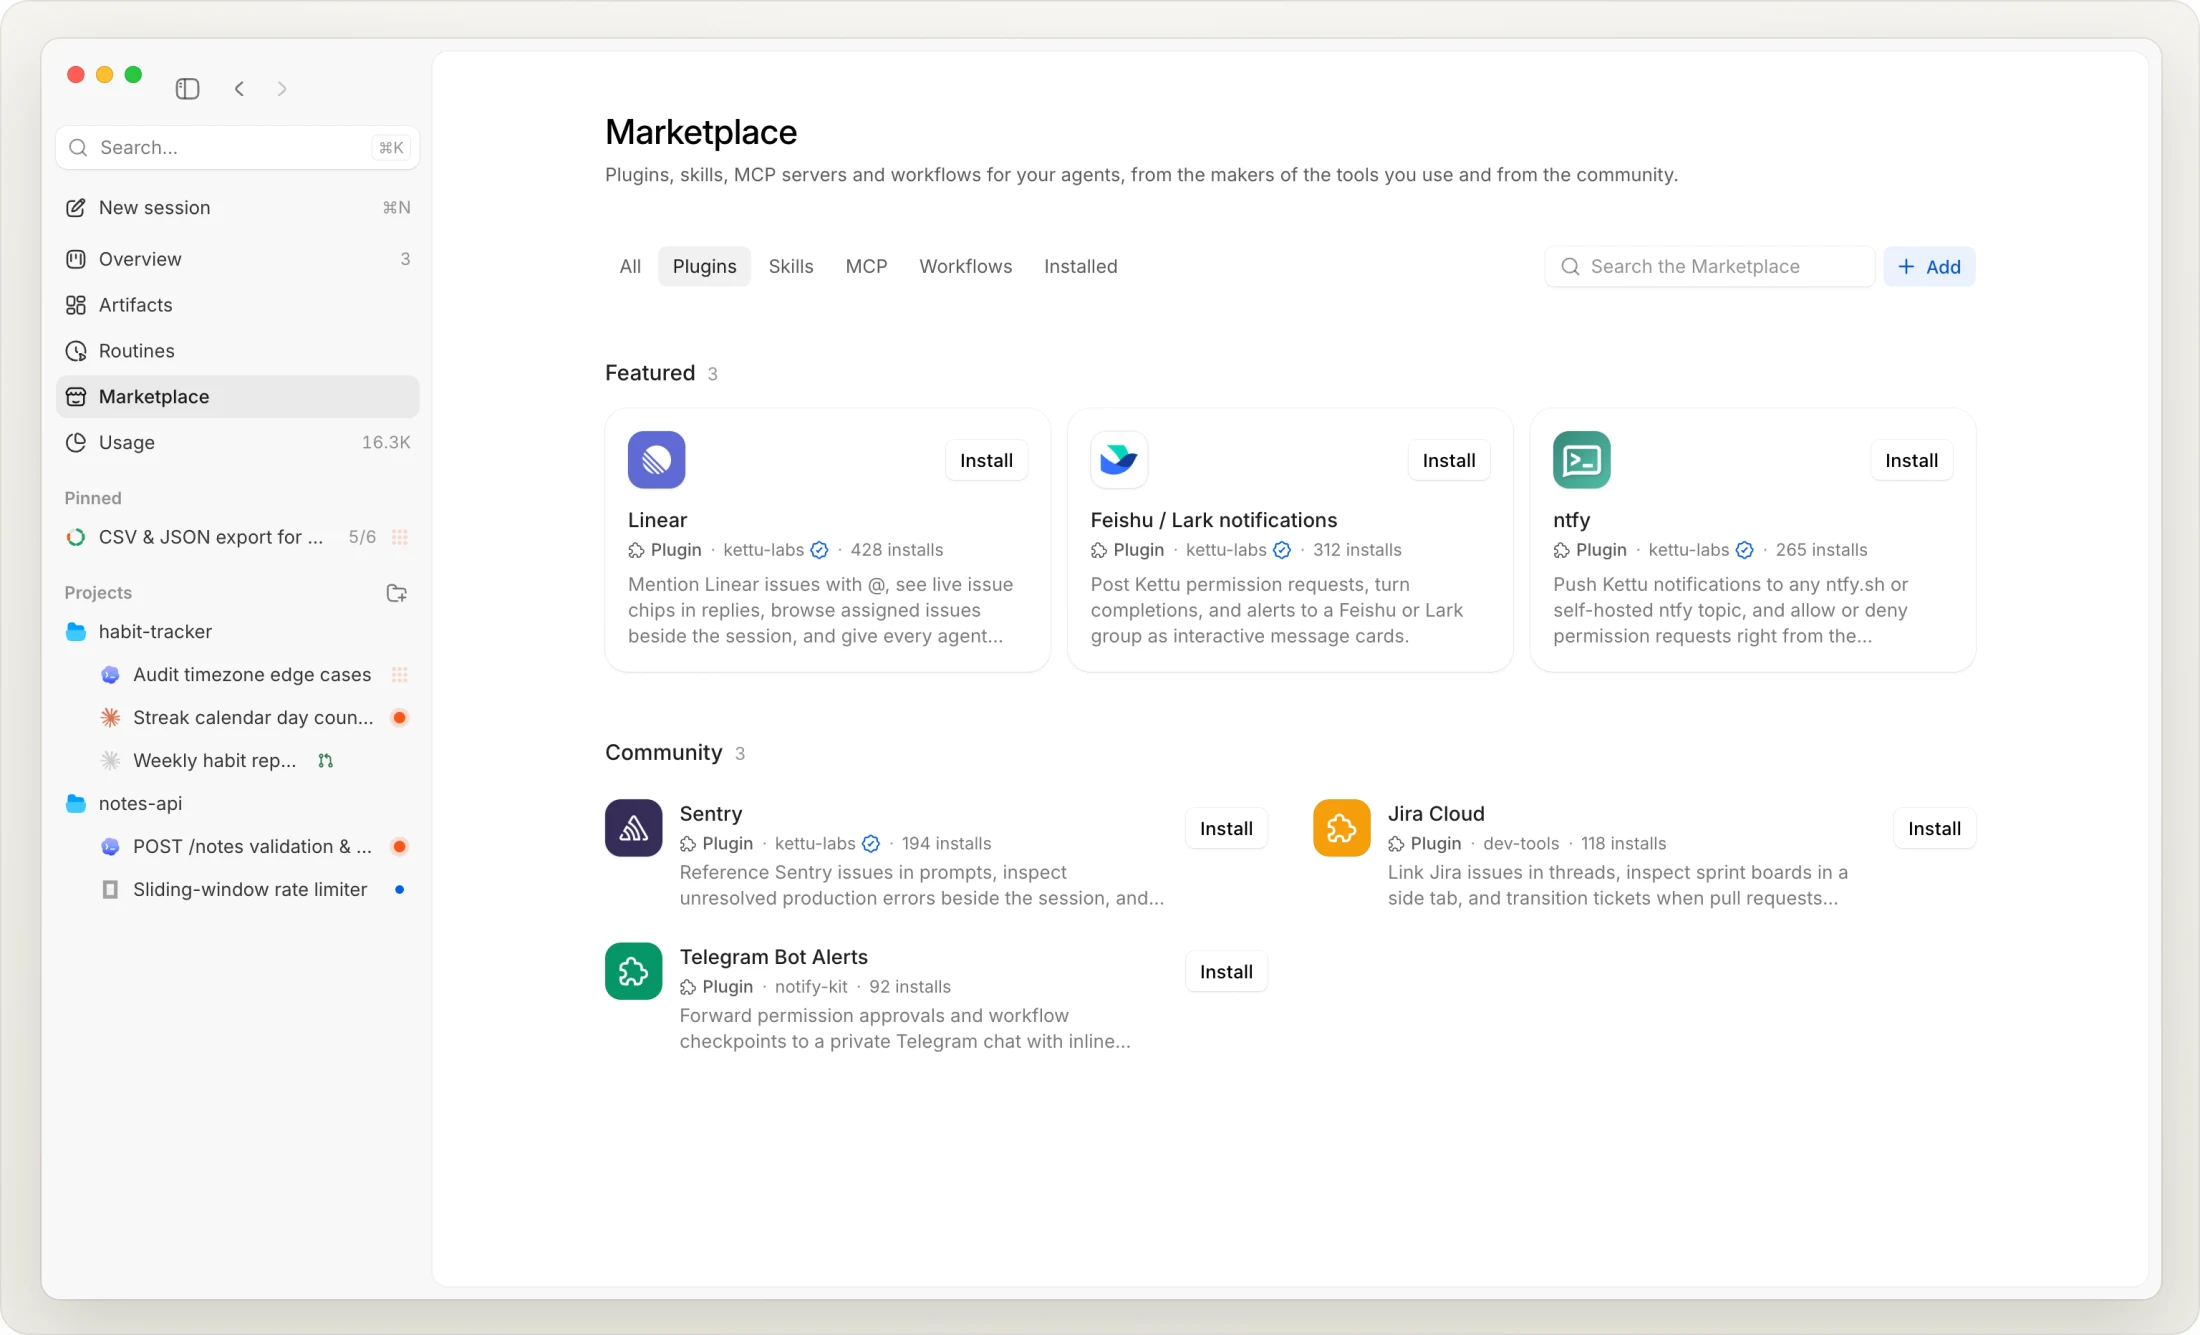 Search...
⌘K
New session
⌘N
Overview
3
Artifacts
Routines
Marketplace
Usage
16.3K
Pinned
CSV & JSON export for ...
5/6
Projects
habit-tracker
Audit timezone edge cases
Streak calendar day coun...
Weekly habit rep...
notes-api
POST /notes validation & ...
Sliding-window rate limiter
Marketplace
Plugins, skills, MCP servers and workflows for your agents, from the makers of the tools you use and from the community.
All
Plugins
Skills
MCP
Workflows
Installed
Search the Marketplace
+ Add
Featured 3
Install
Linear
Plugin · kettu-labs · 428 installs
Mention Linear issues with @, see live issue
chips in replies, browse assigned issues
beside the session, and give every agent...
Install
Feishu / Lark notifications
Plugin · kettu-labs · 312 installs
Post Kettu permission requests, turn
completions, and alerts to a Feishu or Lark
group as interactive message cards.
Install
ntfy
Plugin · kettu-labs · 265 installs
Push Kettu notifications to any ntfy.sh or
self-hosted ntfy topic, and allow or deny
permission requests right from the...
Community 3
Sentry
Plugin · kettu-labs · 194 installs
Reference Sentry issues in prompts, inspect
unresolved production errors beside the session, and...
Install
Jira Cloud
Plugin · dev-tools · 118 installs
Link Jira issues in threads, inspect sprint boards in a
side tab, and transition tickets when pull requests...
Install
Telegram Bot Alerts
Plugin · notify-kit · 92 installs
Forward permission approvals and workflow
checkpoints to a private Telegram chat with inline...
Install